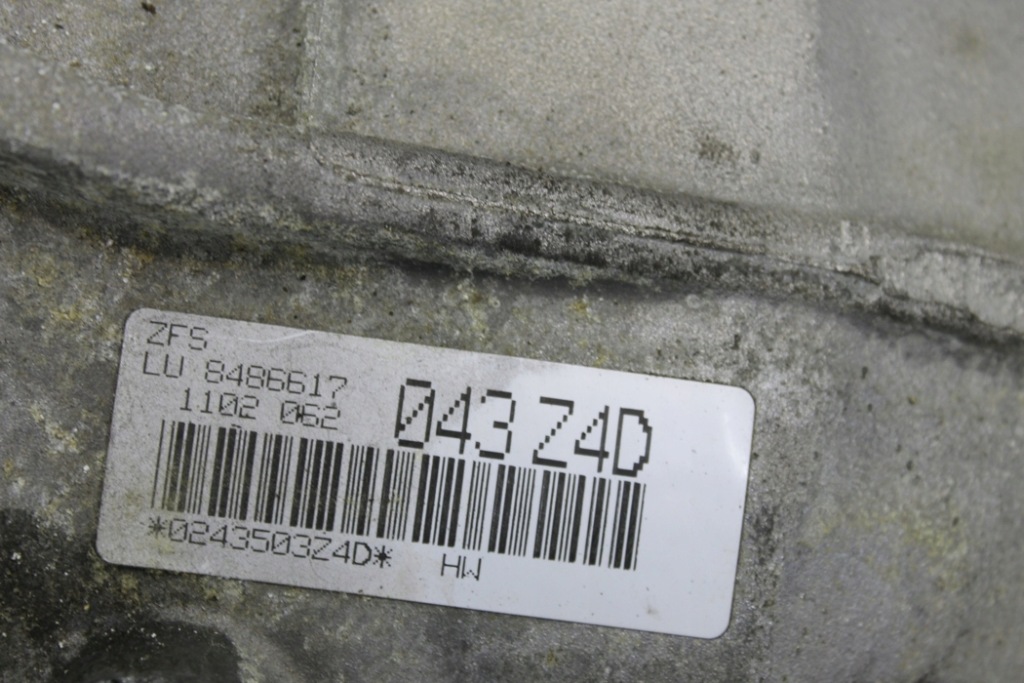 ZFS
LU 8486617
1102 062
043 Z4D
*0243503Z4D*
HW